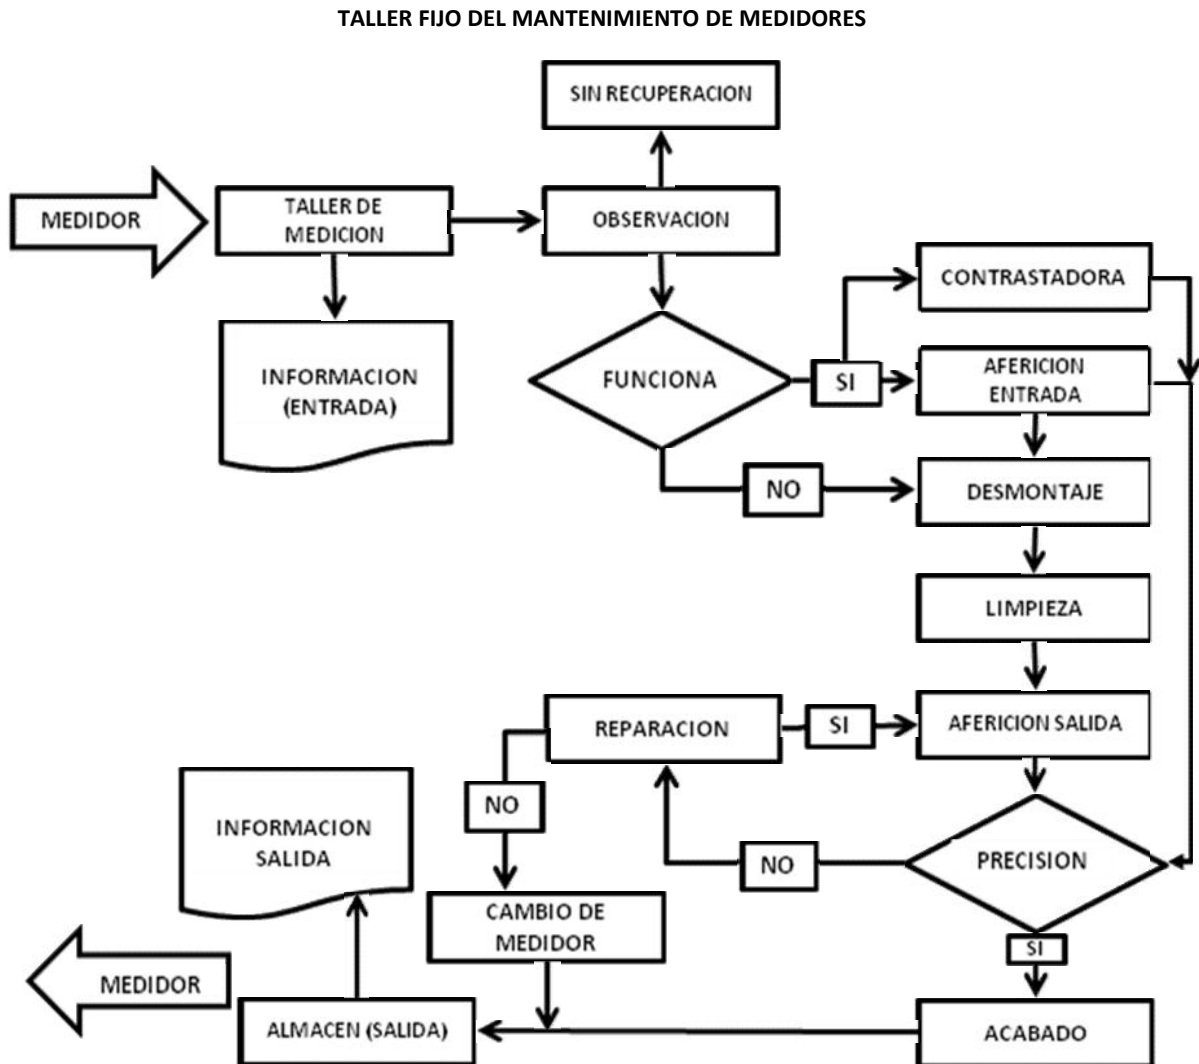 TALLER FIJO DEL MANTENIMIENTO DE MEDIDORES
SIN RECUPERACION
MEDIDOR
TALLER DE
MEDICION
OBSERVACION
CONTRASTADORA
INFORMACION
(ENTRADA)
FUNCIONA
SI
AFERICION
ENTRADA
NO
DESMONTAJE
LIMPIEZA
REPARACION
SI
AFERICION SALIDA
NO
INFORMACION
SALIDA
NO
PRECISION
CAMBIO DE
MEDIDOR
SI
MEDIDOR
ALMACEN (SALIDA)
ACABADO